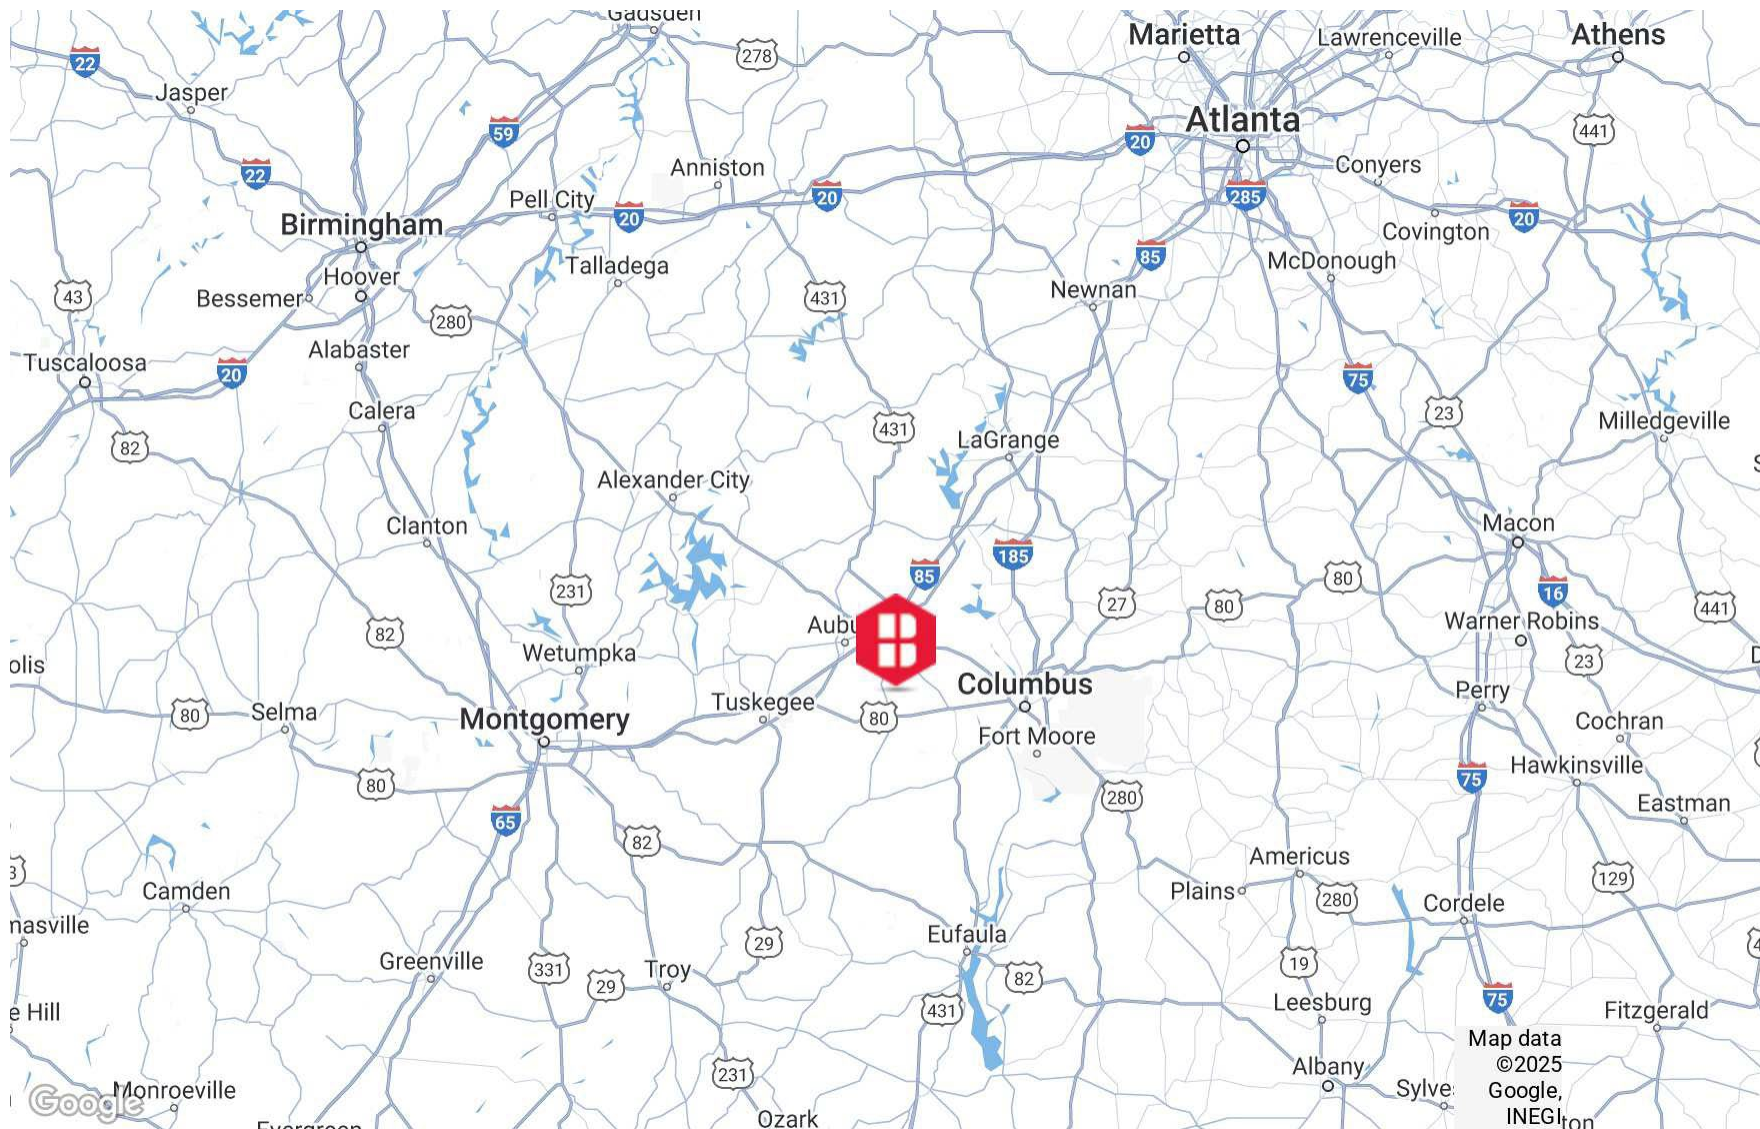 Gadsden
Marietta
Lawrenceville
Athens
22
278
Jasper
59
Atlanta
20
441
22
Anniston
Conyers
Pell City
20
20
285
20
Birmingham
Covington
Talladega
85
McDonough
Hoover
Bessemer
43
431
Newnan
280
Alabaster
Tuscaloosa
20
75
Calera
23
82
431
LaGrange
Milledgeville
Alexander City
Clanton
Macon
185
85
231
80
16
27
80
441
82
Aubu
Warner Robins
Wetumpka
olis
23
Columbus
Perry
80
Selma
Montgomery
Tuskegee
80
Cochran
Fort Moore
Hawkinsville
80
75
280
Eastman
65
82
Americus
Camden
Plains
129
280
Cordele
masville
Eufaula
29
Greenville
331
Troy
19
82
29
Leesburg
75
e Hill
431
Fitzgerald
Map data
©2025
Google,
INEGI
Albany
231
Monroeville
Sylves
Google
Ozark
ton
Evergreen